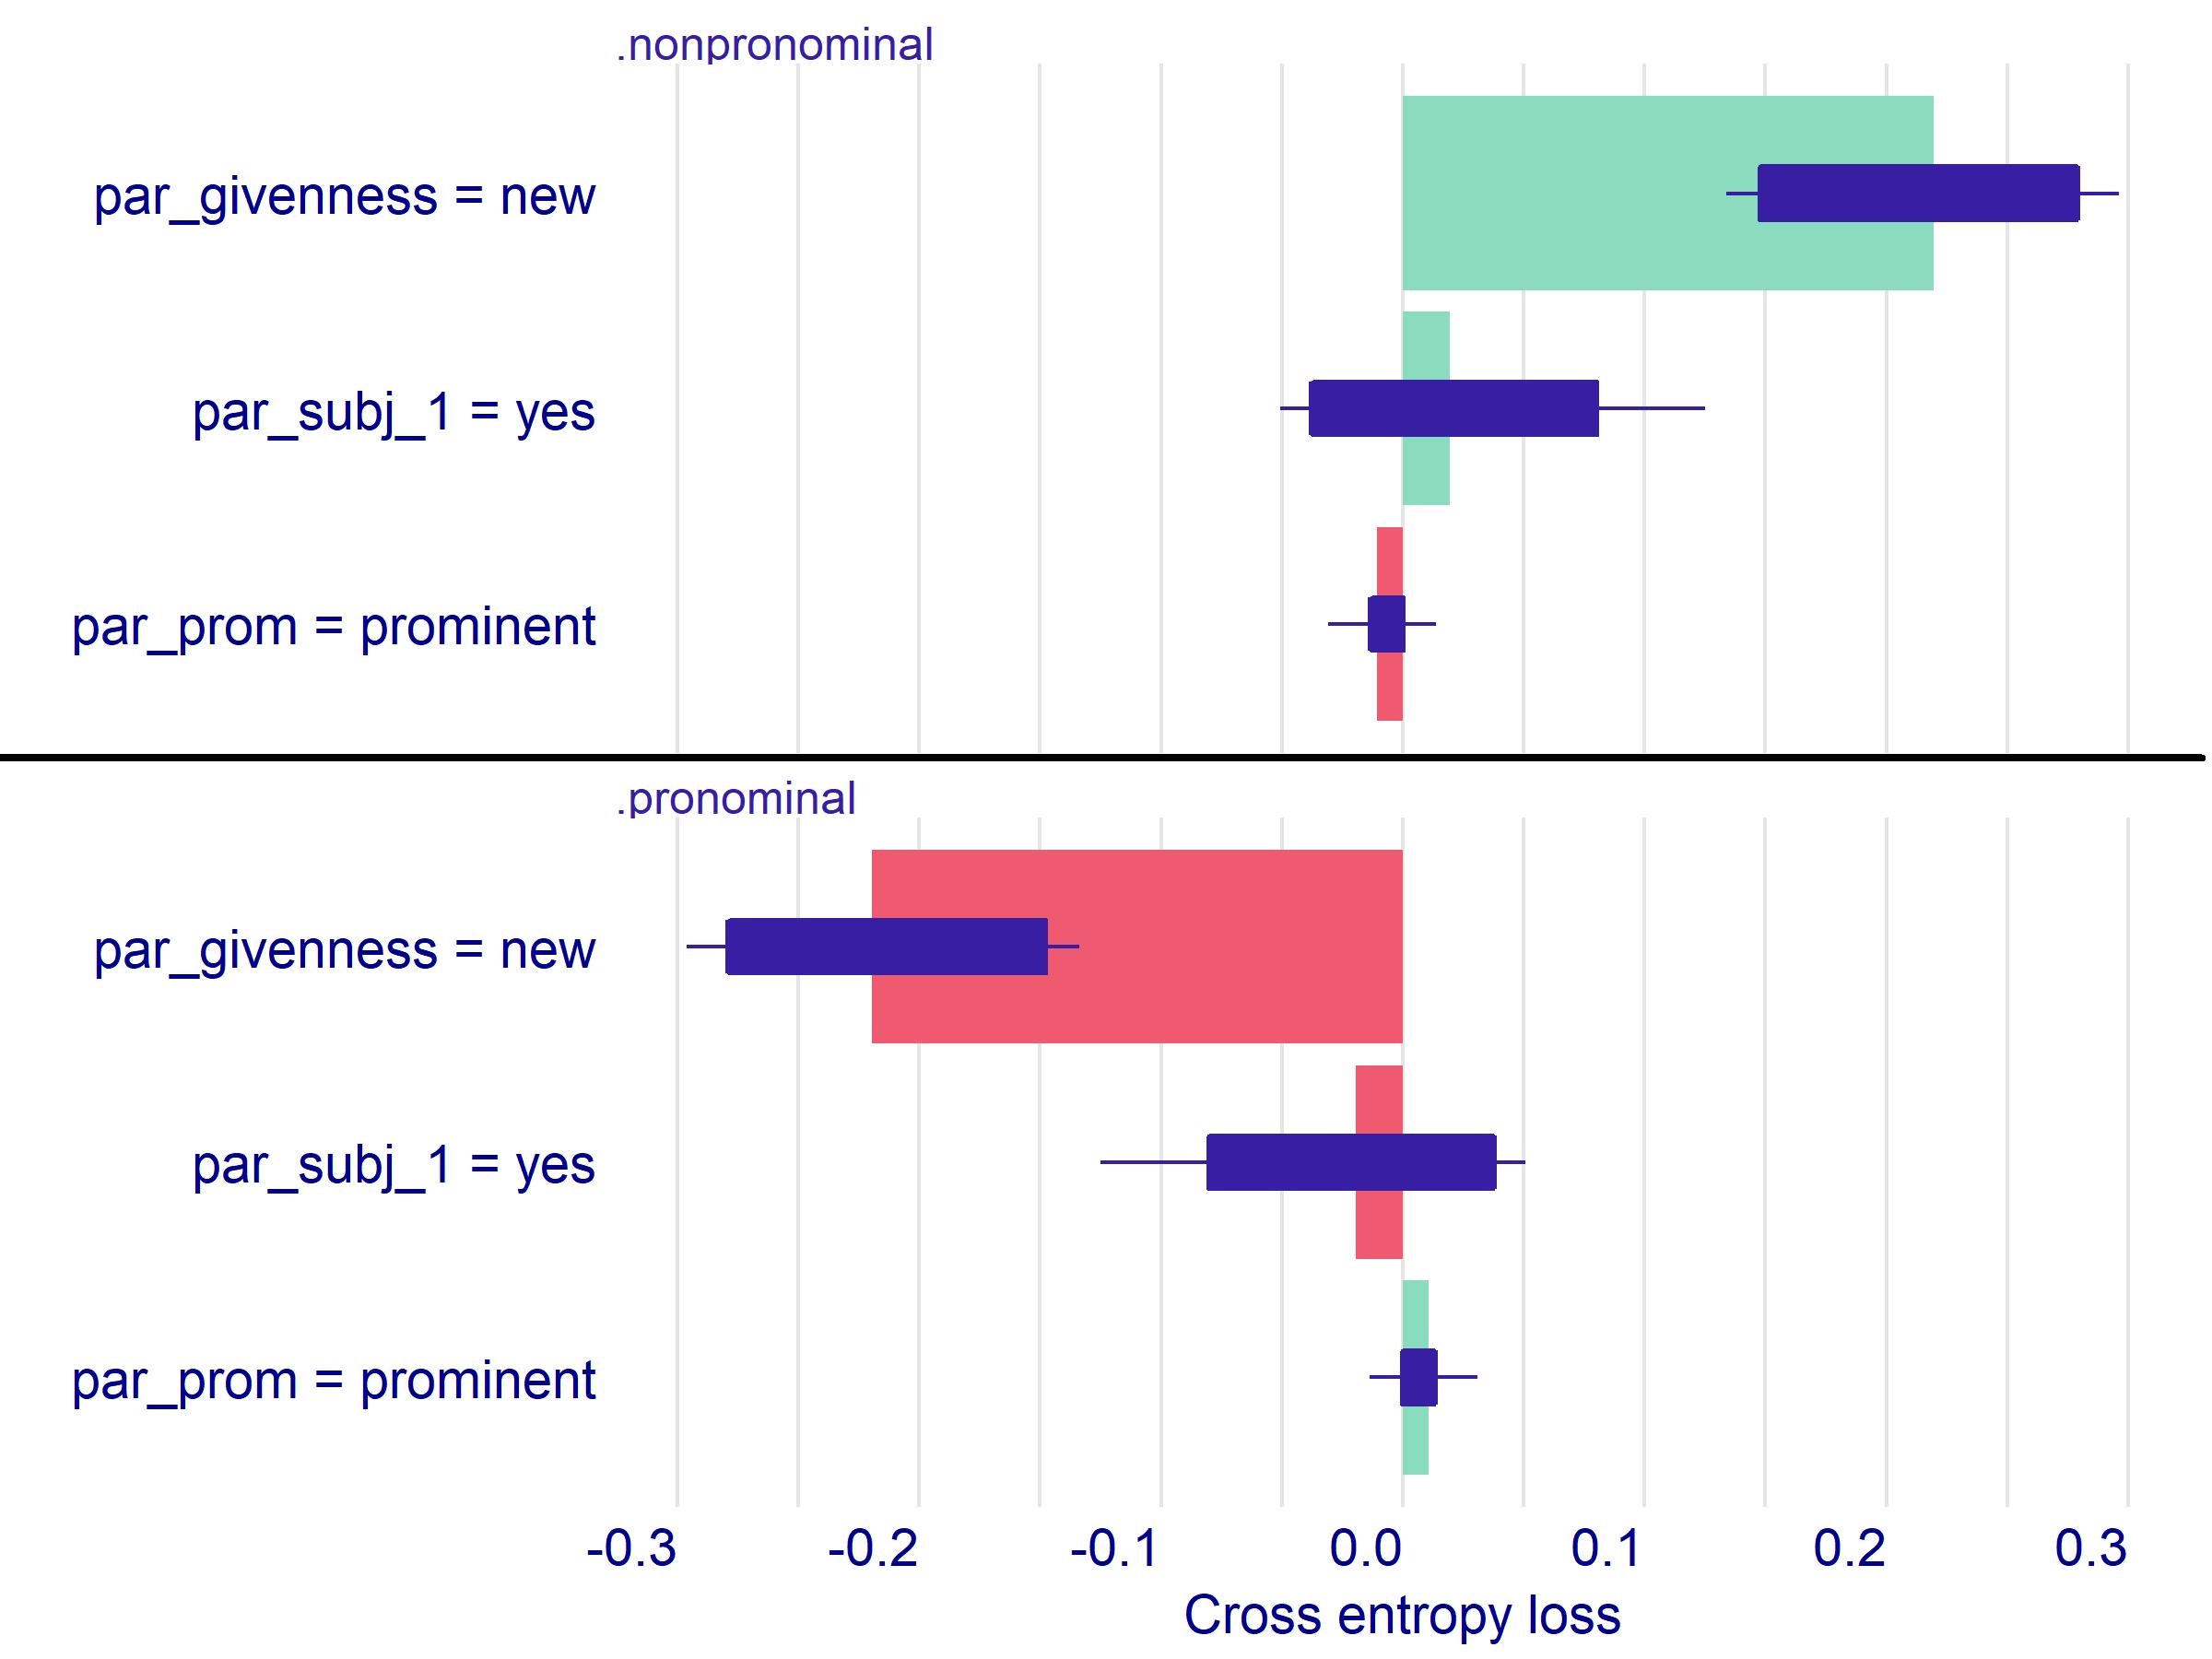 .nonpronominal
par_givenness = new
par_subj_1 = yes
par_prom = prominent
.pronominal
par_givenness = new
par_subj_1 = yes
par_prom = prominent
-0.3 -0.2 -0.1 0.0 0.1 0.2 0.3
Cross entropy loss